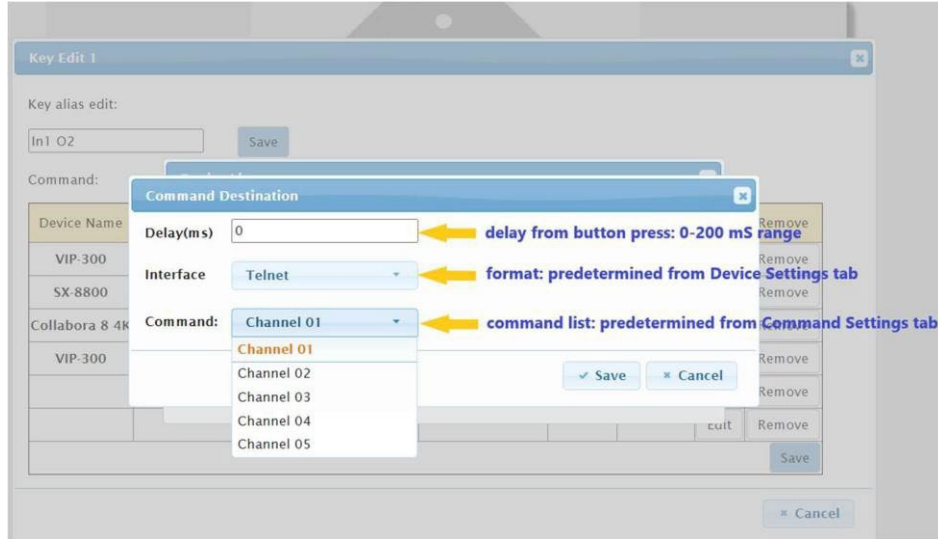 Key Edit 1
Key alias edit:
In1 O2
Save
Command:
Command Destination
Device Name
Remove
Delay(ms)
0
delay from button press: 0-200 mS range
VIP-300
Remove
Interface
Telnet
format: predetermined from Device Settings tab
SX-8800
Remove
Collabora 8 4K
Command:
Channel 01
command list: predetermined from Command Settings tab
Channel 01
VIP-300
Remove
Channel 02
Save
Cancel
Channel 03
Remove
Channel 04
Edit
Remove
Channel 05
Save
Cancel